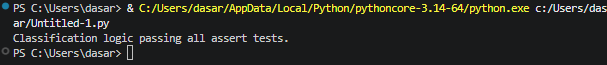 PS C:\Users\dasar> & C:/Users/dasar/AppData/Local/Python/pythoncore-3.14-64/python.exe c:/Users/das
ar/Untitled-1.py
Classification logic passing all assert tests.
PS C:\Users\dasar>